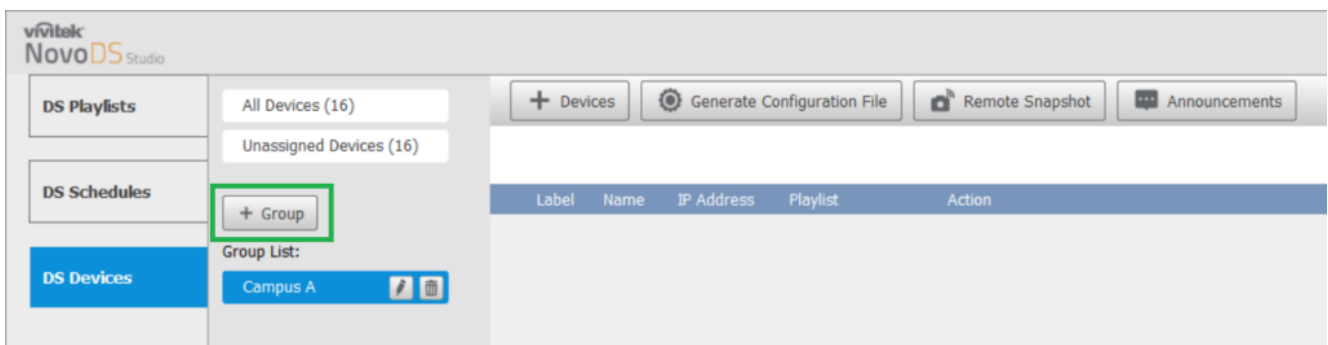 vivitek
NovoDS Studio
DS Playlists
DS Schedules
DS Devices
All Devices (16)
Unassigned Devices (16)
+ Group
Group List:
Campus A
+ Devices
Generate Configuration File
Remote Snapshot
Announcements
Label Name IP Address Playlist Action